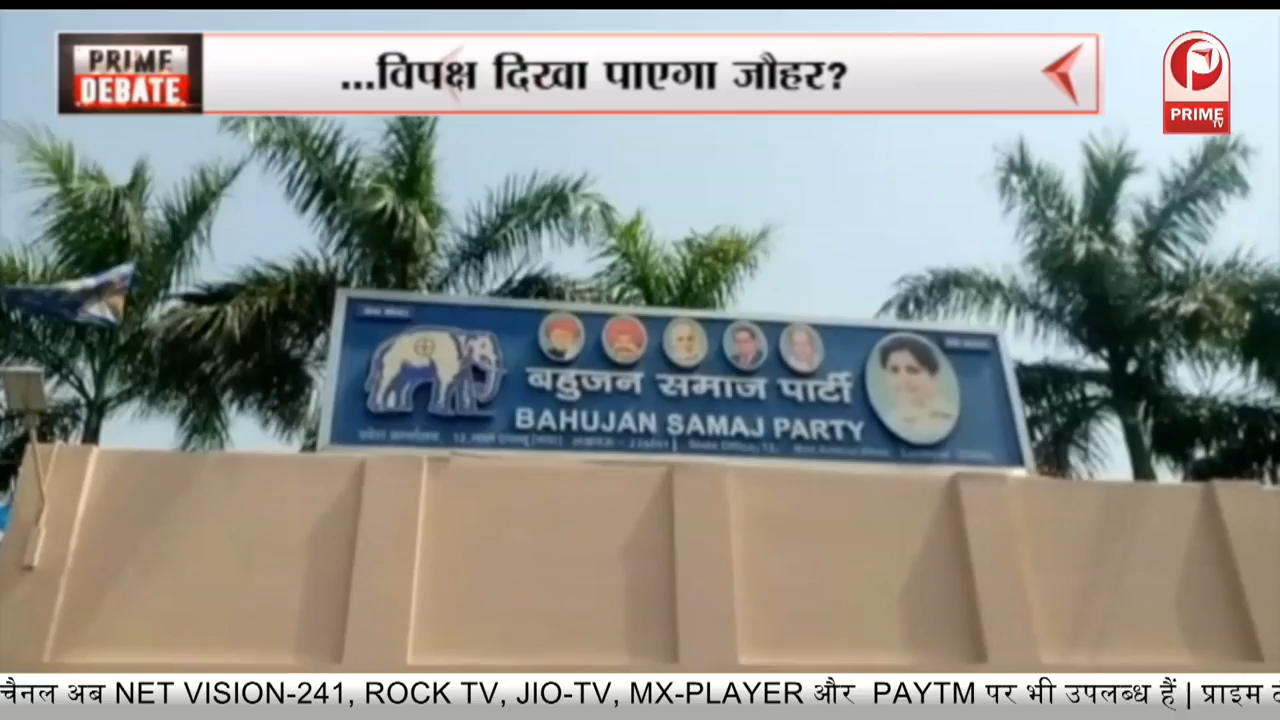 PRIME
DEBATE
...विपक्ष दिखा पाएगा जौहर?
PRIME
TV
बहुजन समाज पार्टी
BAHUJAN SAMAJ PARTY
चैनल अब NET VISION-241, ROCK TV, JIO-TV, MX-PLAYER और PAYTM पर भी उपलब्ध हैं | प्राइम